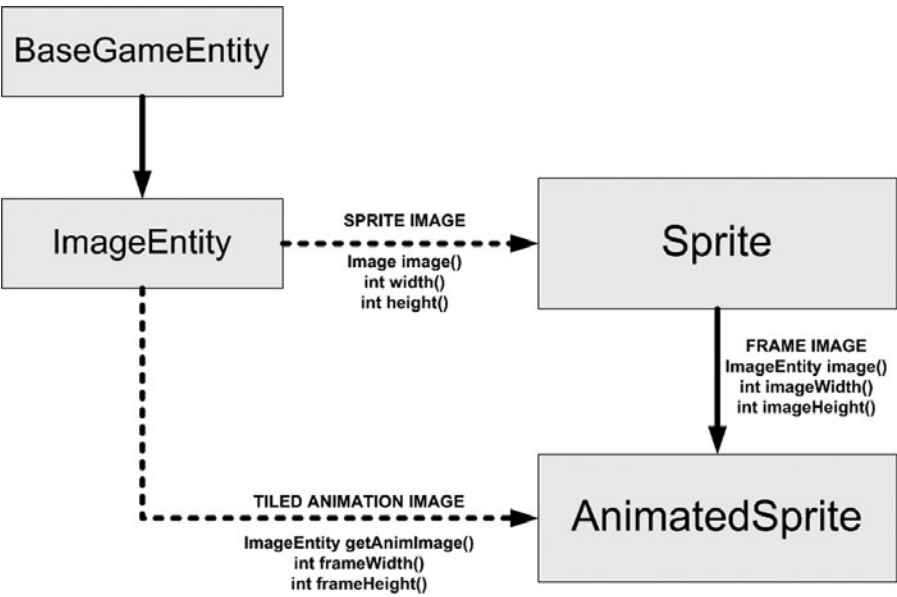 BaseGameEntity
ImageEntity
SPRITE IMAGE
Image image()
int width()
int height()
Sprite
FRAME IMAGE
ImageEntity image()
int imageWidth()
int imageHeight()
TILED ANIMATION IMAGE
ImageEntity getAnimImage()
int frameWidth()
int frameHeight()
AnimatedSprite